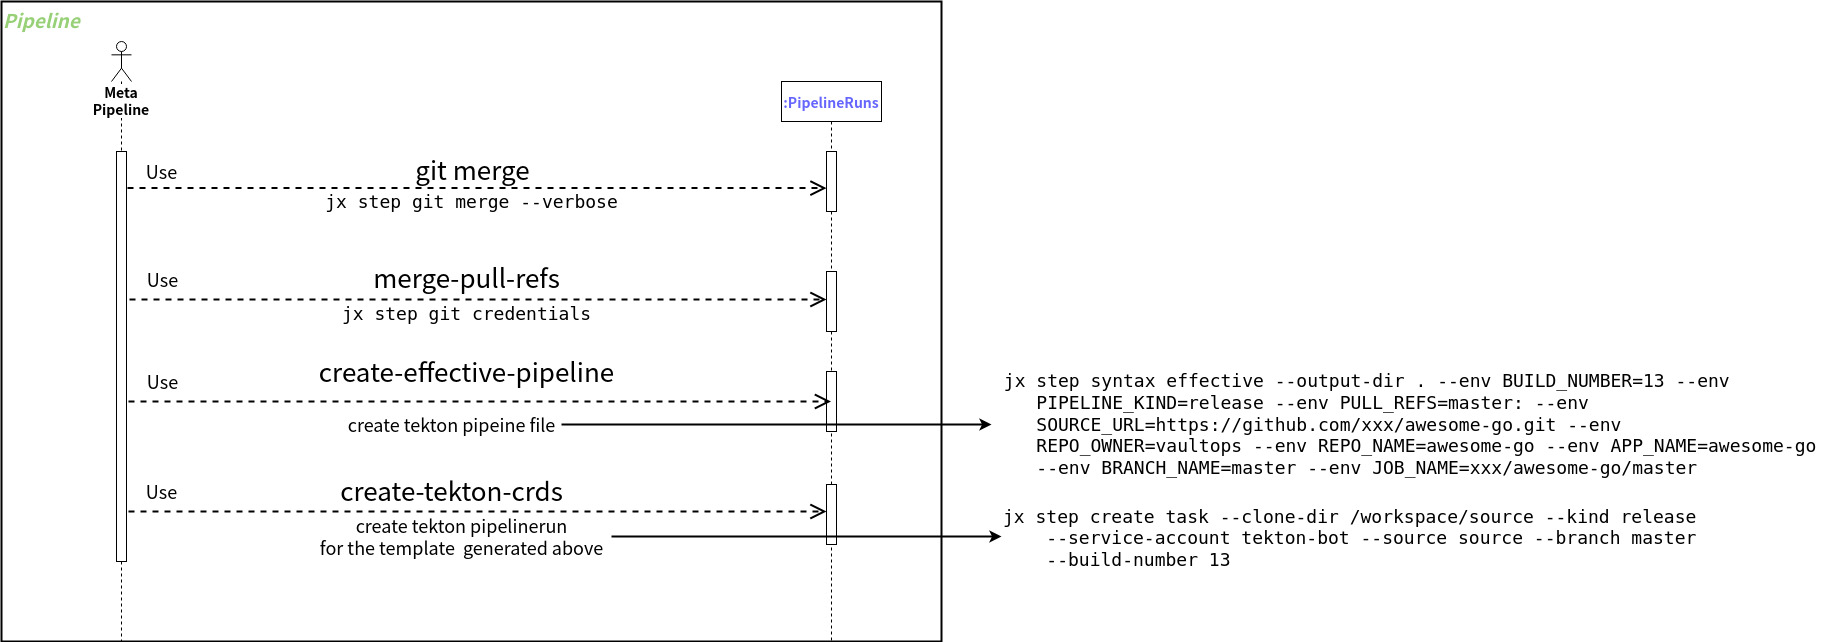 Pipeline
Meta
Pipeline
:PipelineRuns
Use
git merge
jx step git merge --verbose
Use
merge-pull-refs
jx step git credentials
Use
create-effective-pipeline
create tekton pipeine file
jx step syntax effective --output-dir . --env BUILD_NUMBER=13 --env
PIPELINE_KIND=release --env PULL_REFS=master: --env
SOURCE_URL=https://github.com/xxx/awesome-go.git --env
REPO_OWNER=vaultops --env REPO_NAME=awesome-go --env APP_NAME=awesome-go
--env BRANCH_NAME=master --env JOB_NAME=xxx/awesome-go/master
Use
create-tekton-crds
create tekton pipelinerun
for the template  generated above
jx step create task --clone-dir /workspace/source --kind release
--service-account tekton-bot --source source --branch master
--build-number 13